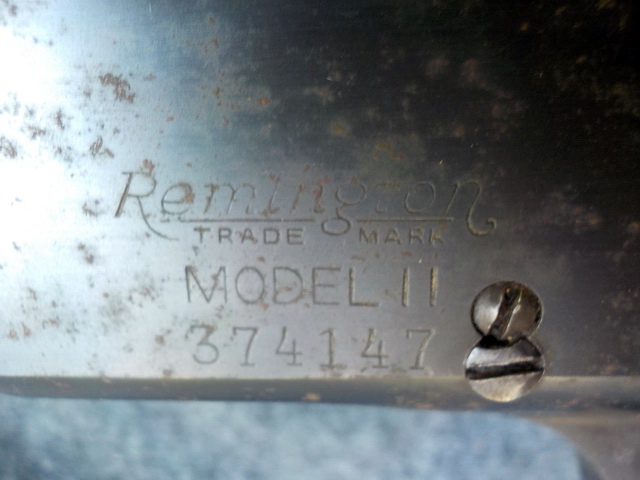 Remington
TRADE MARK
MODEL 11
374147